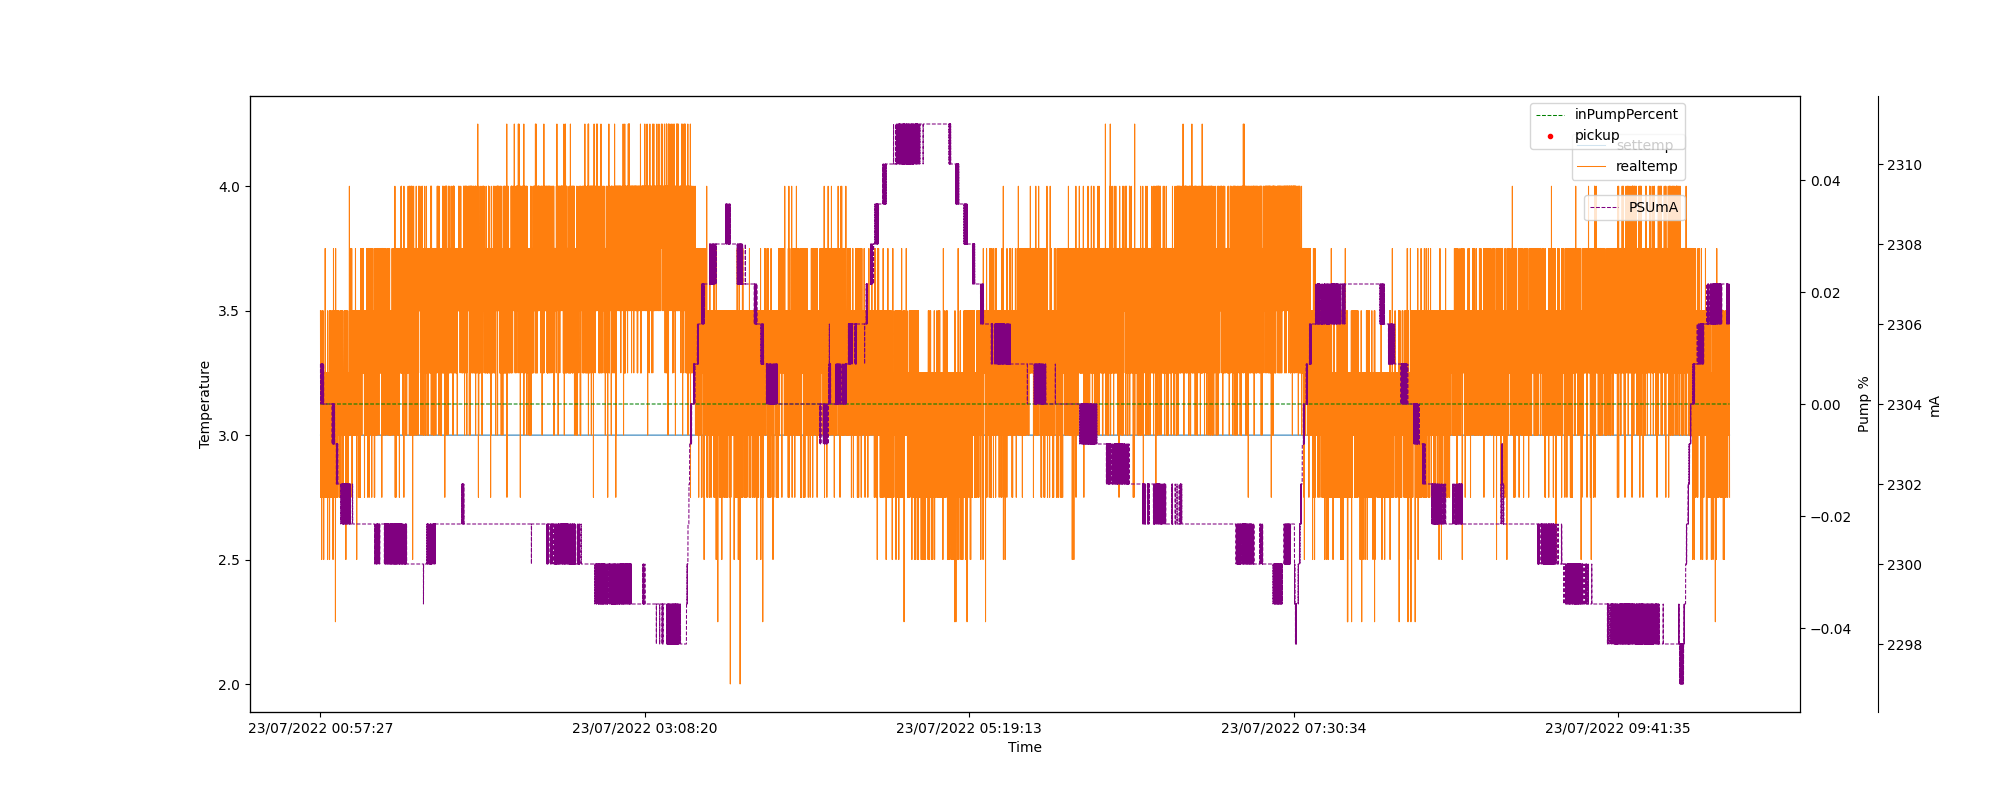 inPumpPercent
pickup
settemp
realtemp
PSUmA
4.0
3.5
3.0
2.5
2.0
Temperature
0.04
0.02
0.00
−0.02
−0.04
Pump %
2310
2308
2306
2304
2302
2300
2298
mA
23/07/2022 00:57:27
23/07/2022 03:08:20
23/07/2022 05:19:13
23/07/2022 07:30:34
23/07/2022 09:41:35
Time